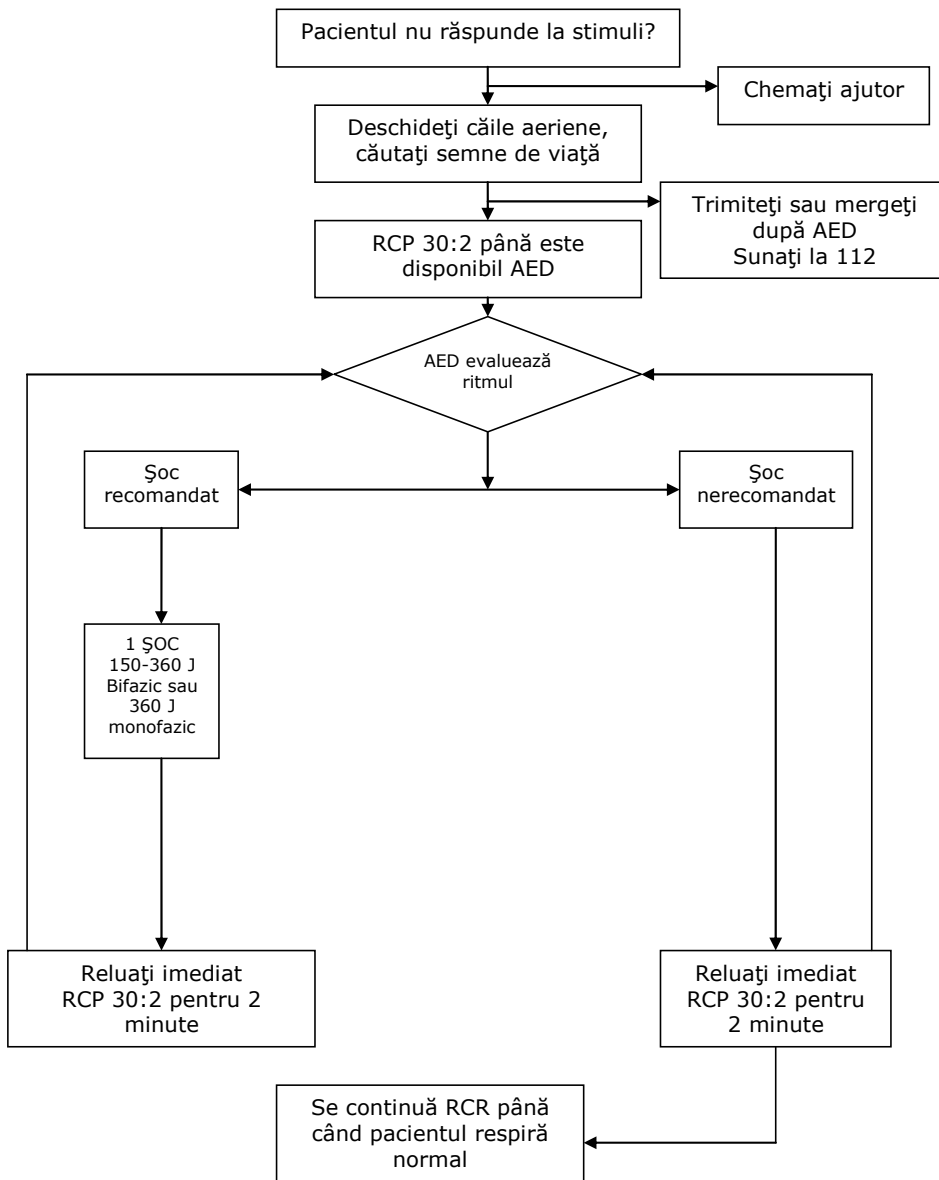 Pacientul nu răspunde la stimuli?
Chemaţi ajutor
Deschideţi căile aeriene,
căutaţi semne de viaţă
Trimiteţi sau mergeţi
după AED
Sunaţi la 112
RCP 30:2 până este
disponibil AED
AED evaluează
ritmul
Şoc
recomandat
Şoc
nerecomandat
1 ŞOC
150-360 J
Bifazic sau
360 J
monofazic
Reluaţi imediat
RCP 30:2 pentru 2
minute
Reluaţi imediat
RCP 30:2 pentru
2 minute
Se continuă RCR până
când pacientul respiră
normal